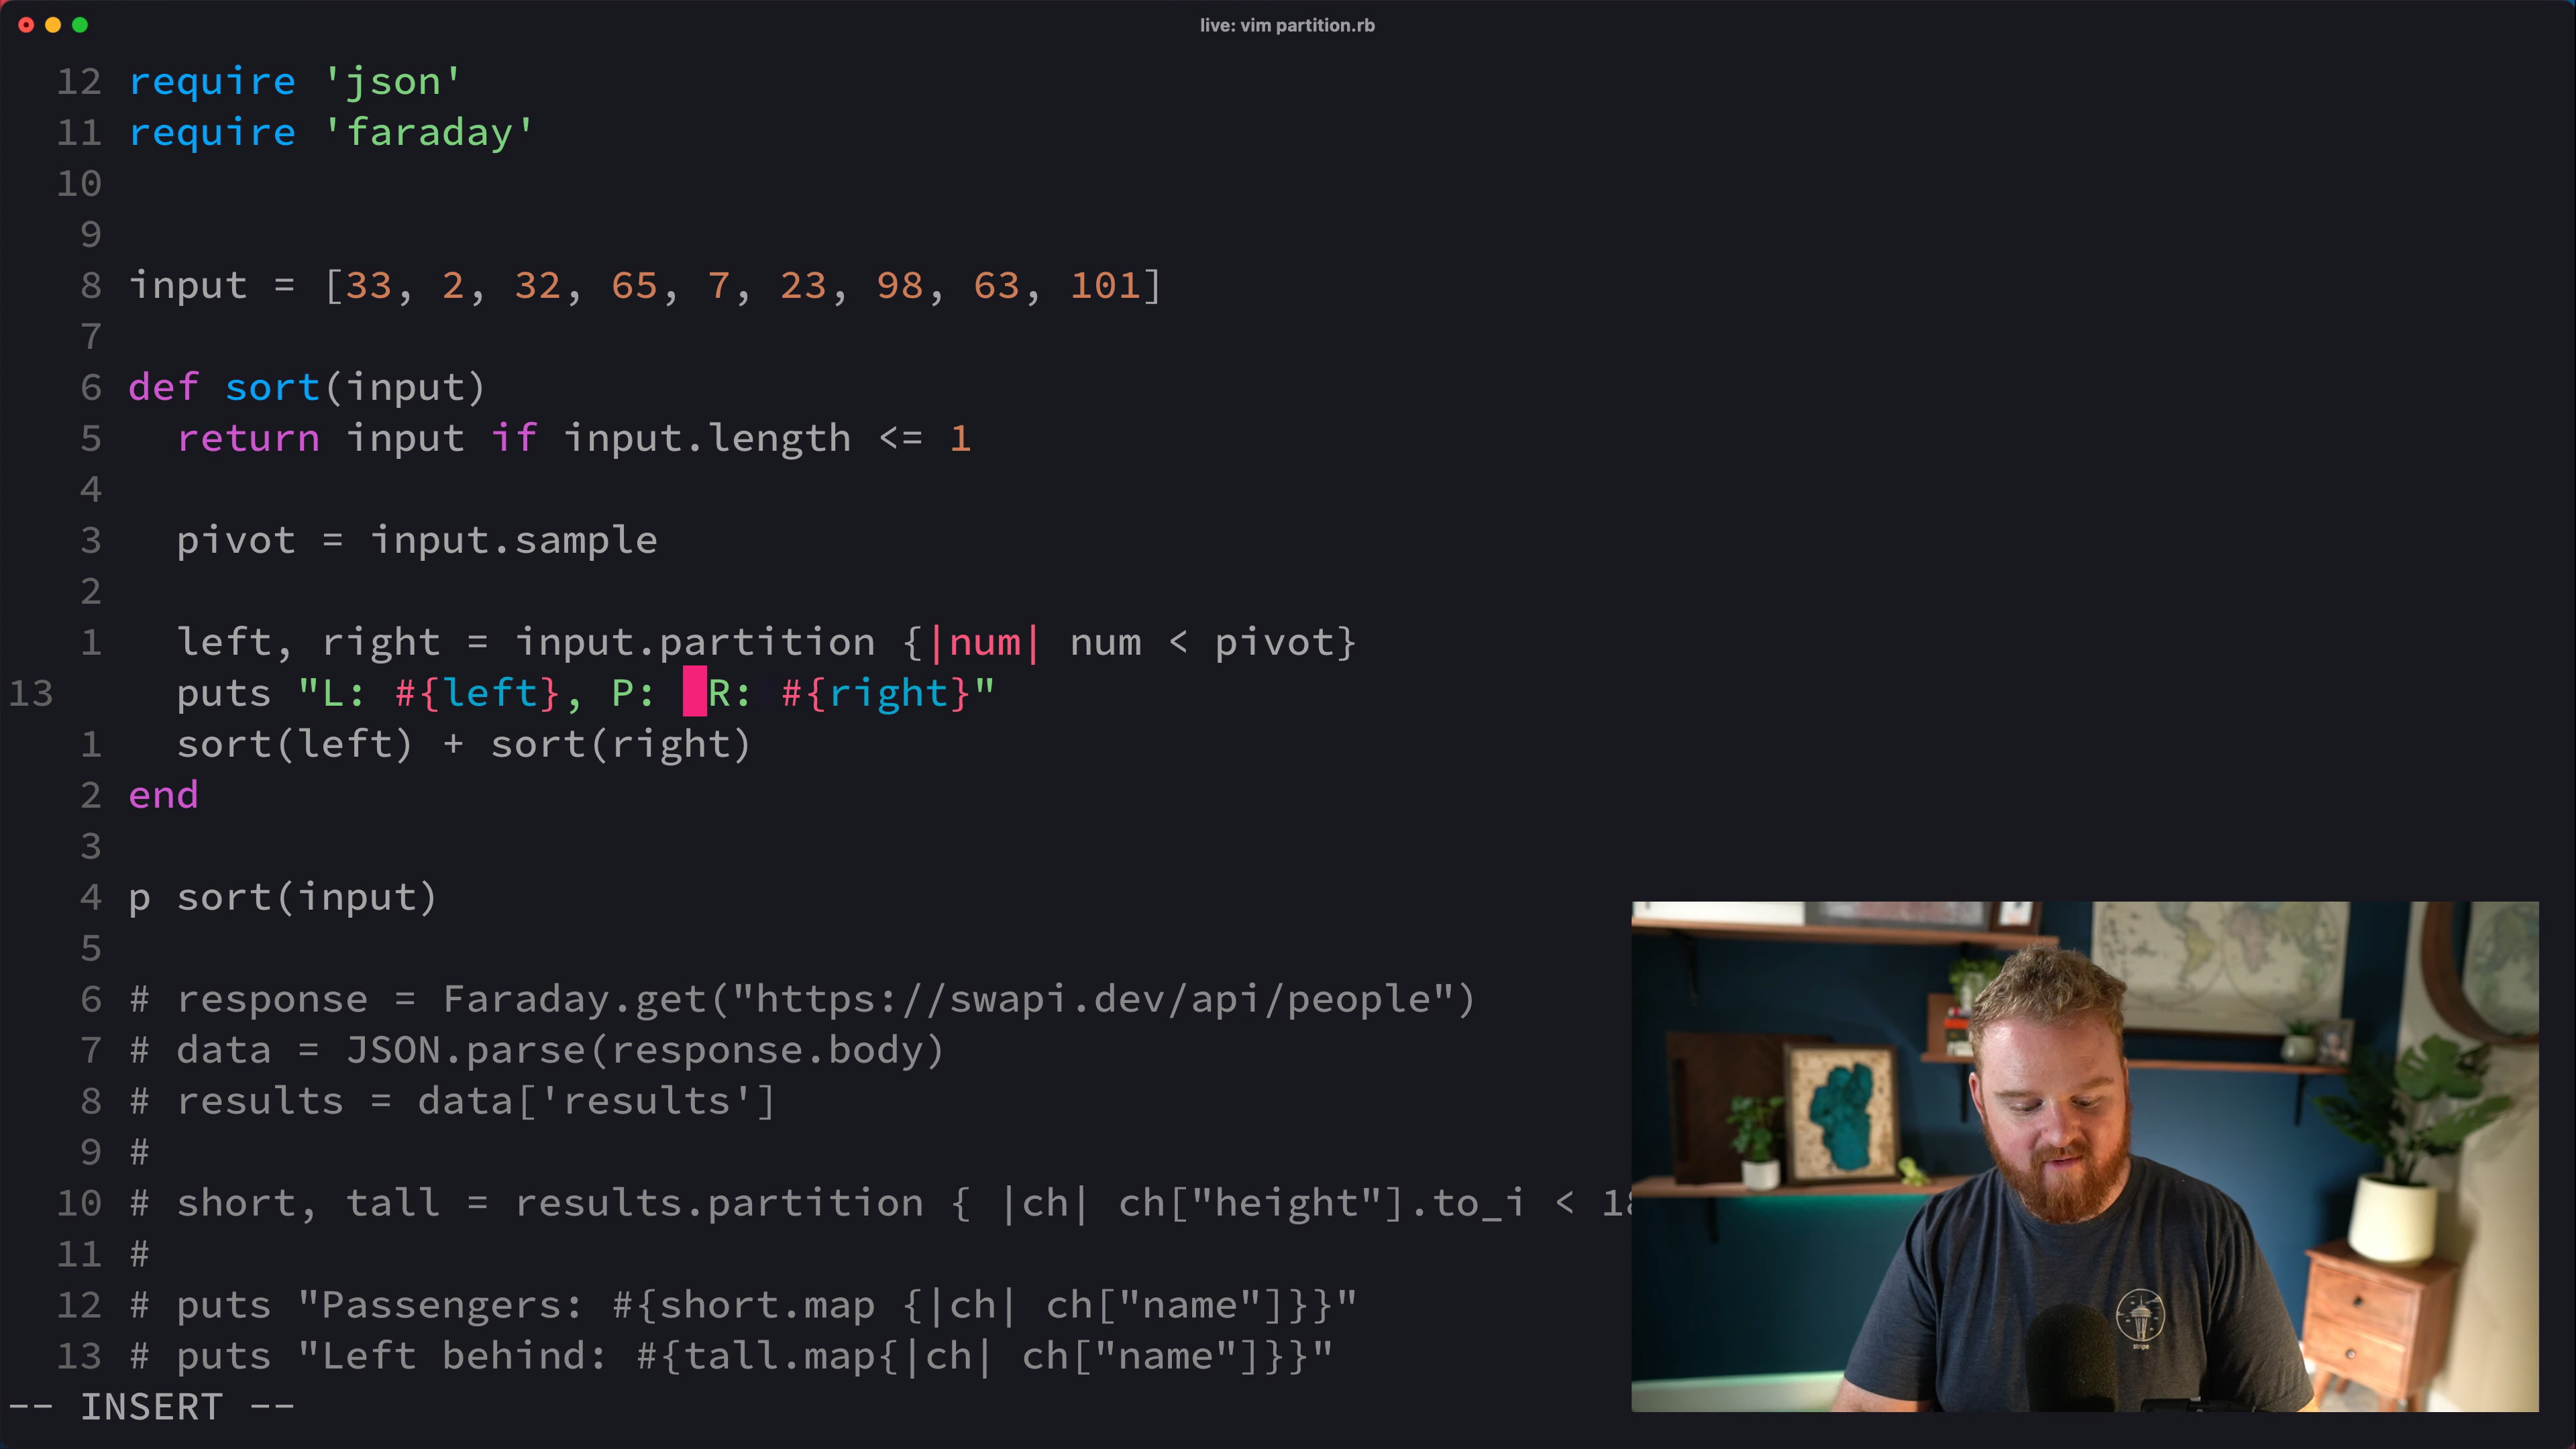 live: vim partition.rb
12 require 'json'
11 require 'faraday'
10
9
8 input = [33, 2, 32, 65, 7, 23, 98, 63, 101]
7
6 def sort(input)
5   return input if input.length <= 1
4
3   pivot = input.sample
2
1   left, right = input.partition {|num| num < pivot}
13   puts "L: #{left}, P:  R: #{right}"
1   sort(left) + sort(right)
2 end
3
4 p sort(input)
5
6 # response = Faraday.get("https://swapi.dev/api/people")
7 # data = JSON.parse(response.body)
8 # results = data['results']
9 #
10 # short, tall = results.partition { |ch| ch["height"].to_i < 18
11 #
12 # puts "Passengers: #{short.map {|ch| ch["name"]}}"
13 # puts "Left behind: #{tall.map{|ch| ch["name"]}}"
-- INSERT --
stripe